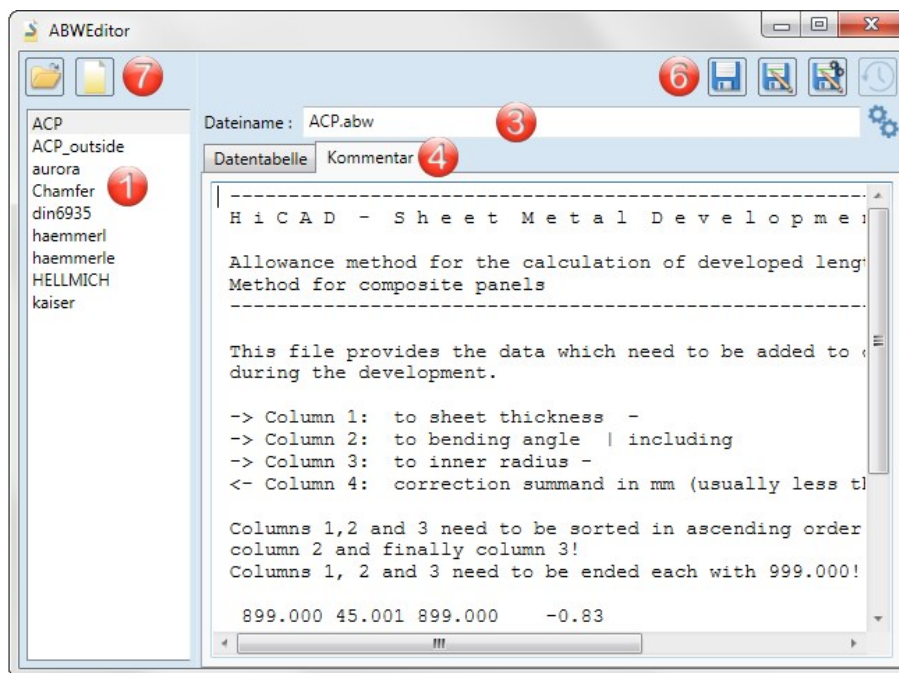 ABWEditor
7
6
ACP
ACP_outside
aurora
Chamfer
din6935
haemmerl
haemmerle
HELLMICH
kaiser
1
Dateiname : ACP.abw
3
Datentabelle Kommentar
4
--------------------------------------------------
H i C A D - S h e e t M e t a l D e v e l o p m e
Allowance method for the calculation of developed leng
Method for composite panels
--------------------------------------------------
This file provides the data which need to be added to
during the development.
-> Column 1: to sheet thickness -
-> Column 2: to bending angle | including
-> Column 3: to inner radius -
<- Column 4: correction summand in mm (usually less th
Columns 1,2 and 3 need to be sorted in ascending order
column 2 and finally column 3!
Columns 1, 2 and 3 need to be ended each with 999.000!
899.000 45.001 899.000 -0.83